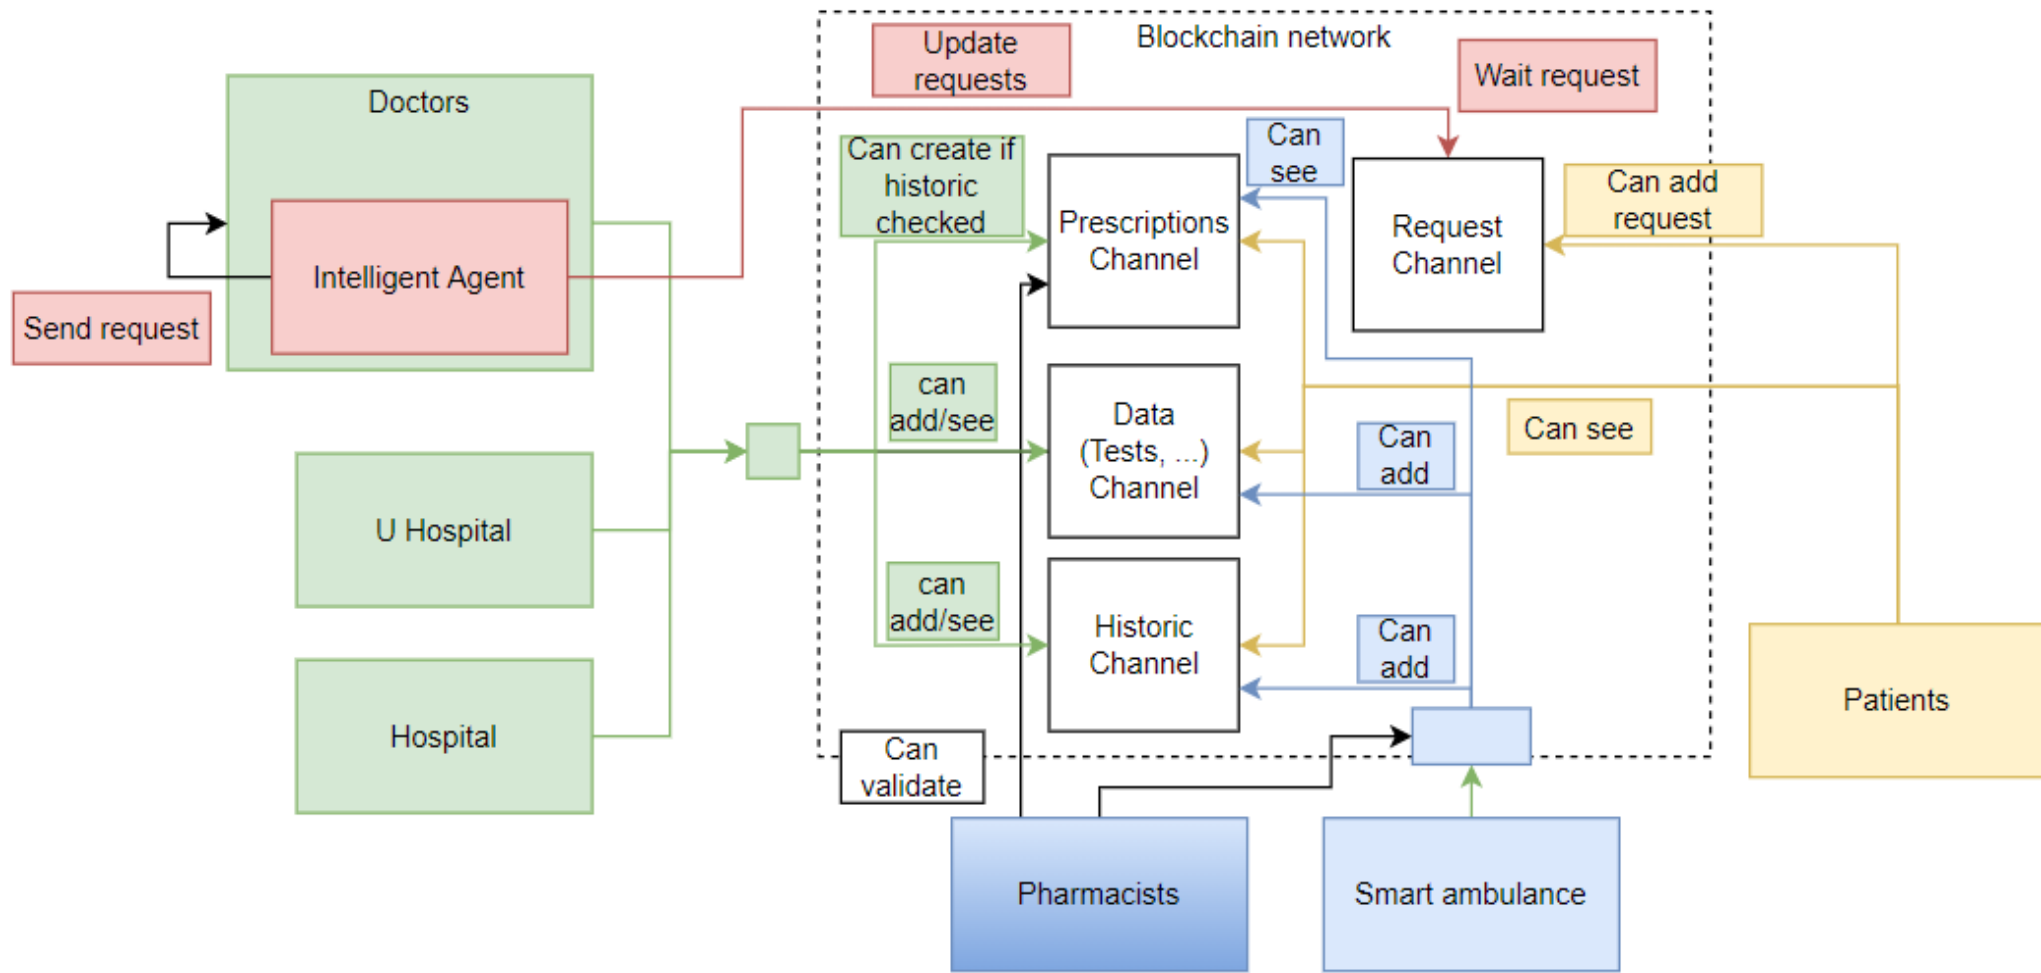 Blockchain network
Update
requests
Wait request
Doctors
Can create if
historic
checked
Can
see
Can add
request
Prescriptions
Channel
Request
Channel
Intelligent Agent
Send request
can
add/see
Data
(Tests, ...)
Channel
Can
add
Can see
U Hospital
can
add/see
Historic
Channel
Can
add
Hospital
Patients
Can
validate
Pharmacists
Smart ambulance